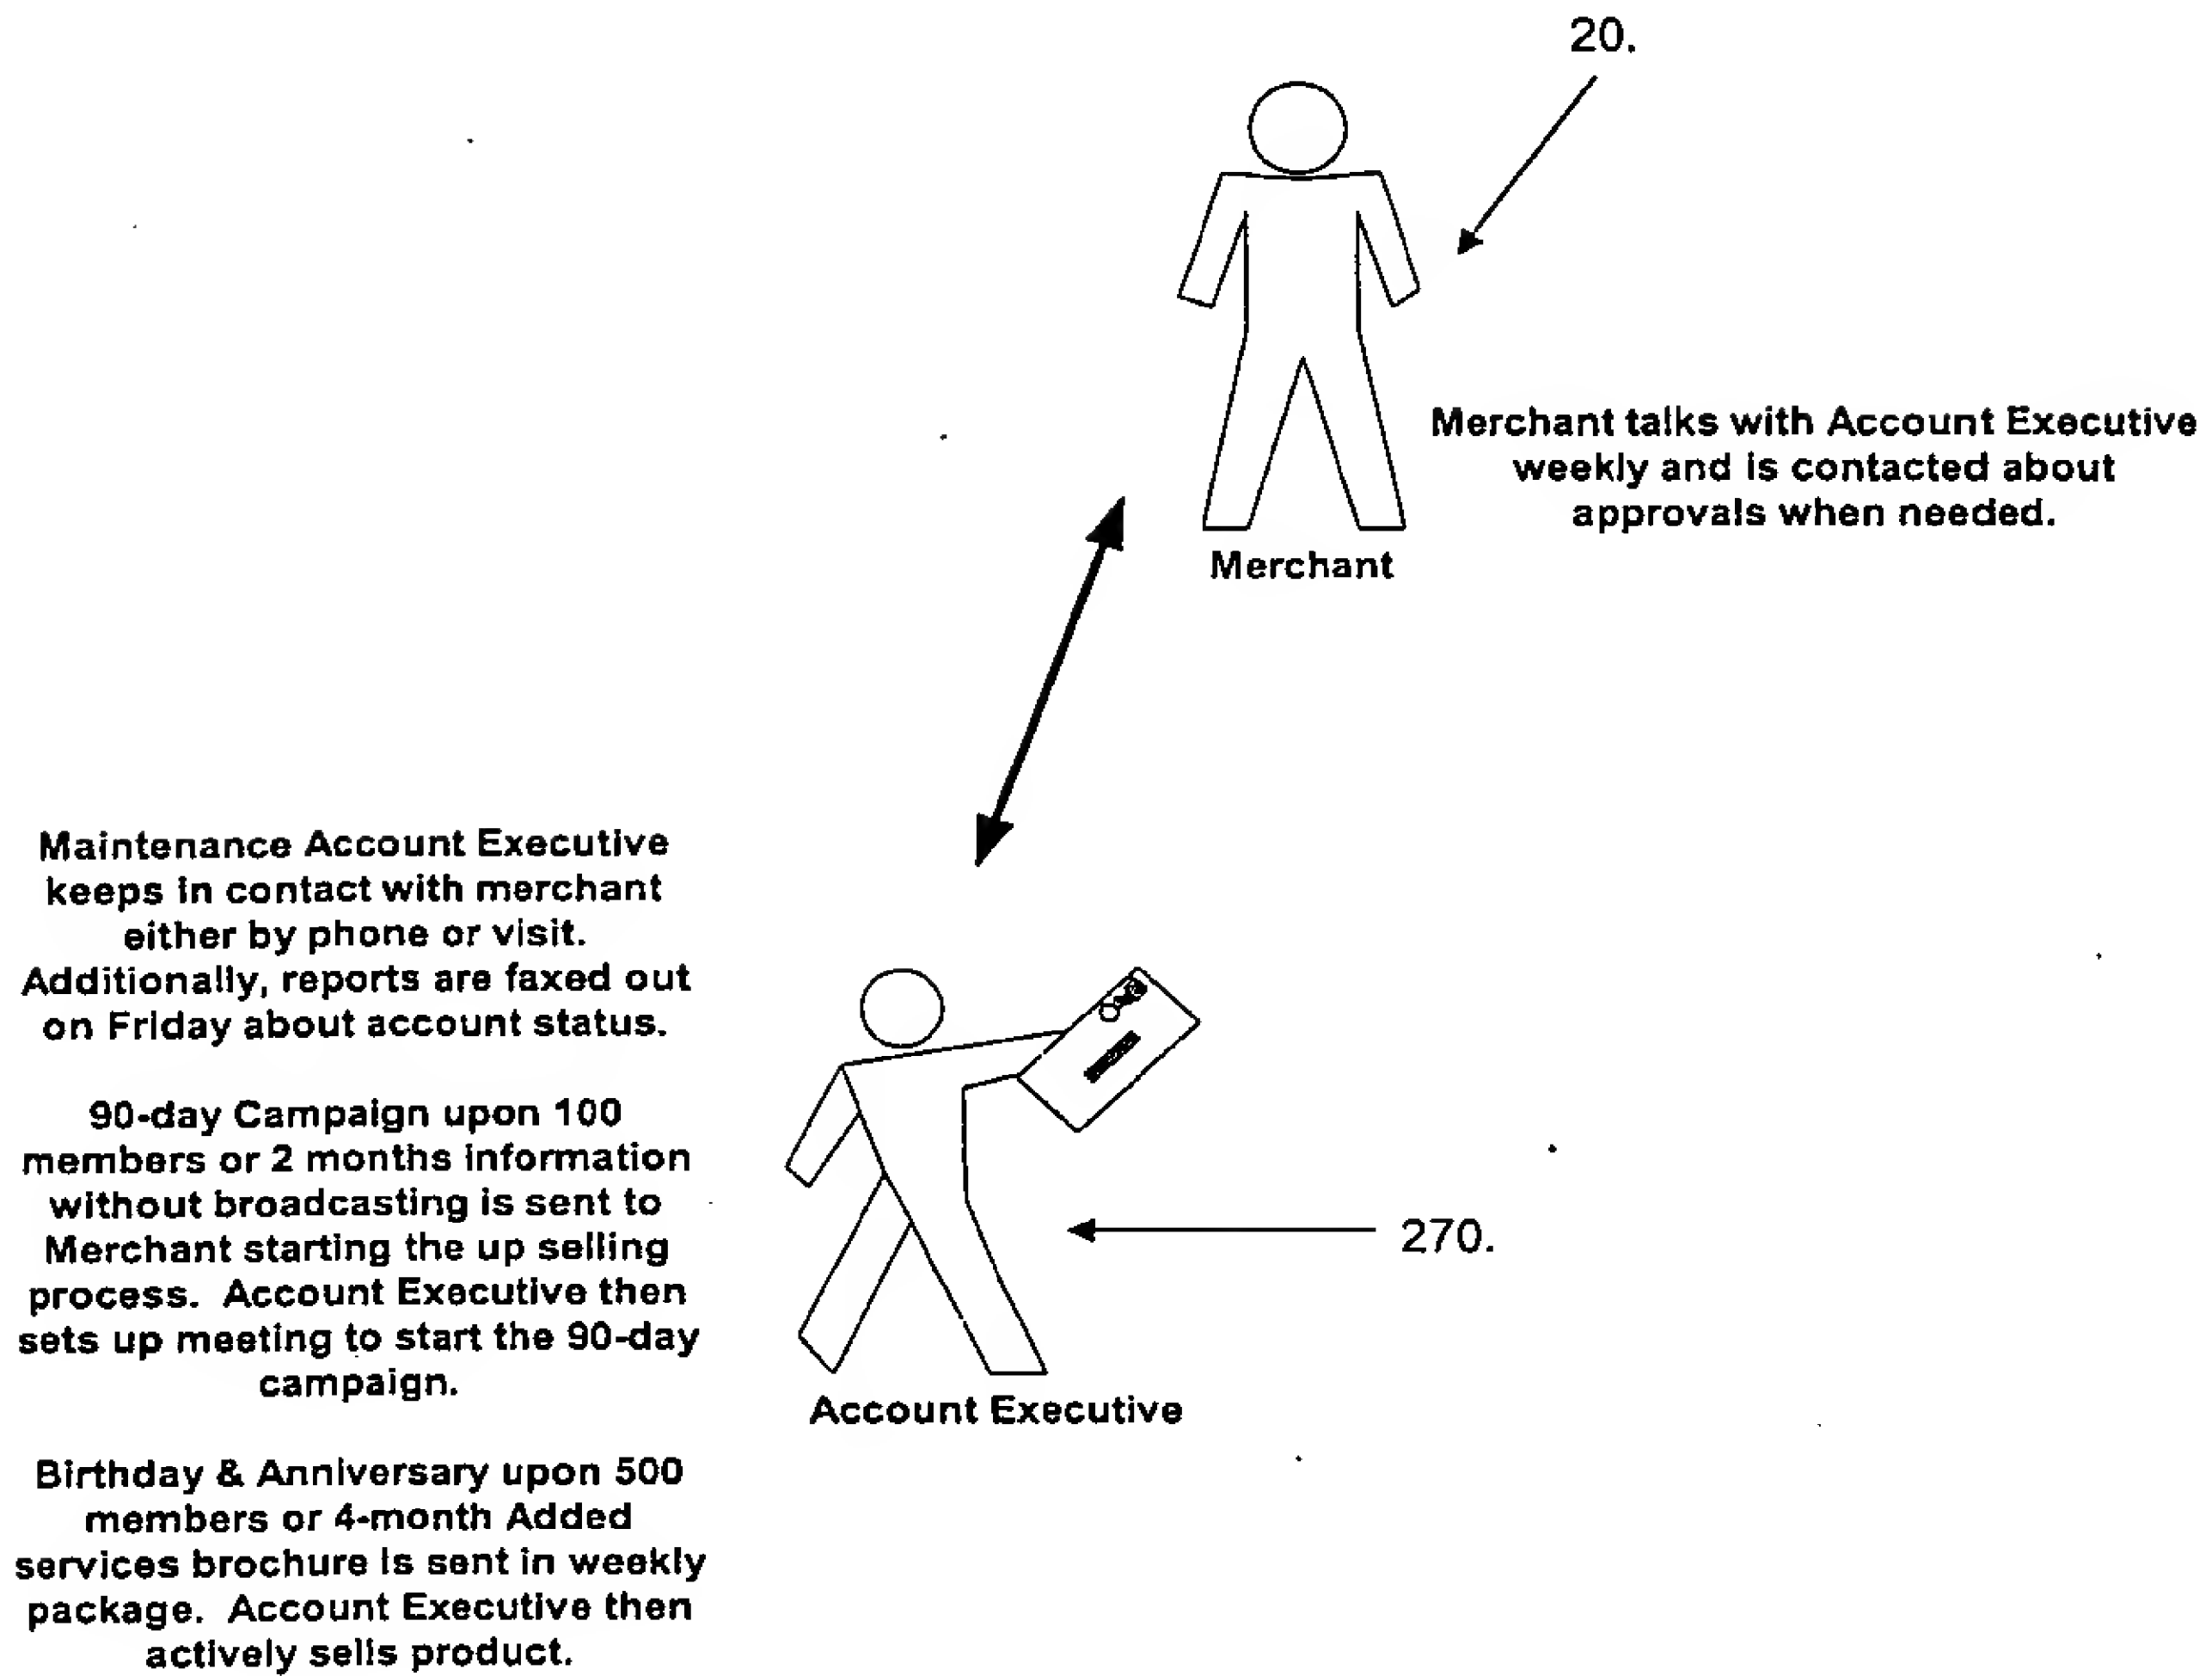 20.
Merchant talks with Account Executive
weekly and is contacted about
approvals when needed.
Merchant
Maintenance Account Executive
keeps in contact with merchant
either by phone or visit.
Additionally, reports are faxed out
on Friday about account status.
90-day Campaign upon 100
members or 2 months information
without broadcasting is sent to
Merchant starting the up selling
process.  Account Executive then
sets up meeting to start the 90-day
campaign.
270.
Account Executive
Birthday & Anniversary upon 500
members or 4-month Added
services brochure is sent in weekly
package.  Account Executive then
actively sells product.